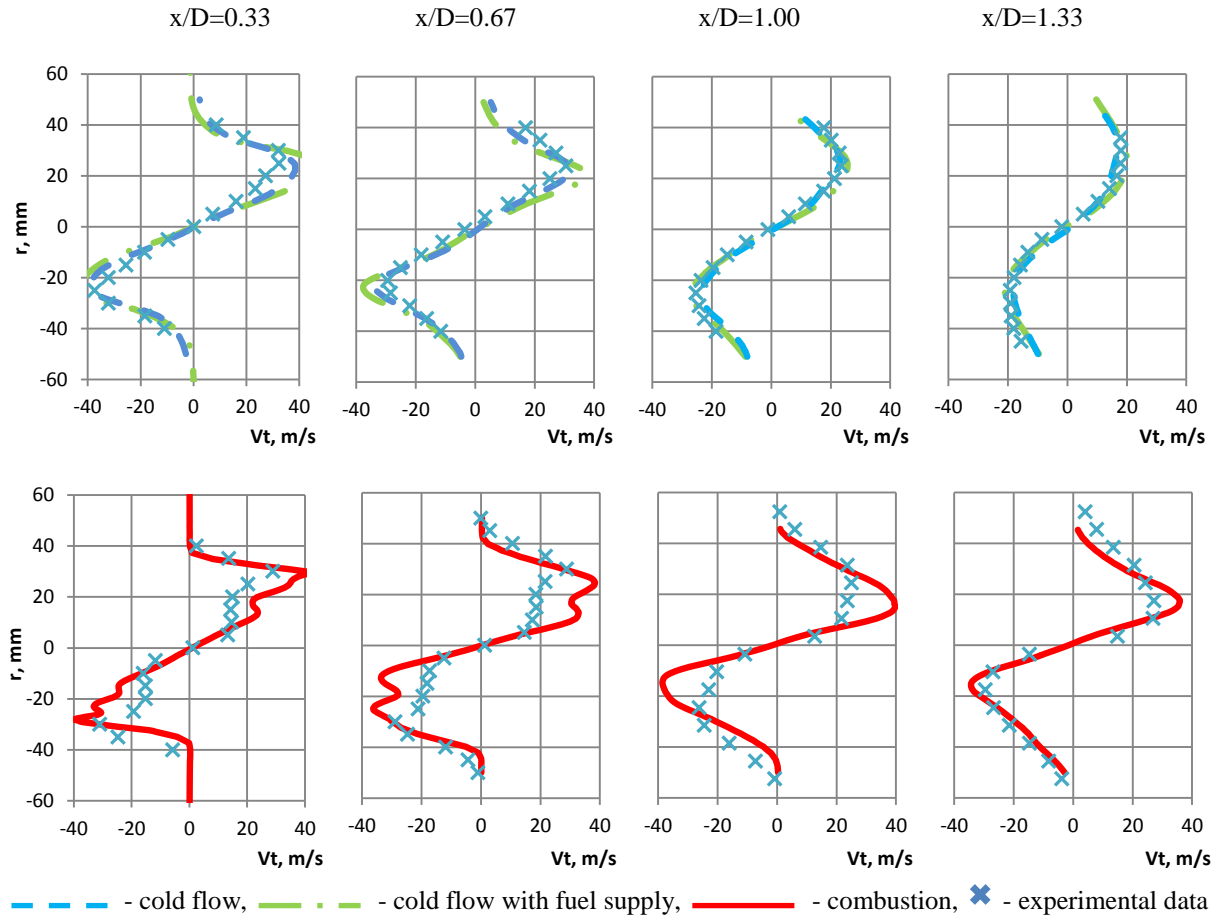 x/D=0.33 x/D=0.67 x/D=1.00 x/D=1.33
60
40
20
0
-20
-40
-60
r, mm
-40 -20 0 20 40 -40 -20 0 20 40 -40 -20 0 20 40 -40 -20 0 20 40
Vt, m/s Vt, m/s Vt, m/s Vt, m/s
60
40
20
0
-20
-40
-60
r, mm
-40 -20 0 20 40 -40 -20 0 20 40 -40 -20 0 20 40 -40 -20 0 20 40
Vt, m/s Vt, m/s Vt, m/s Vt, m/s
- cold flow, - cold flow with fuel supply, - combustion, - experimental data